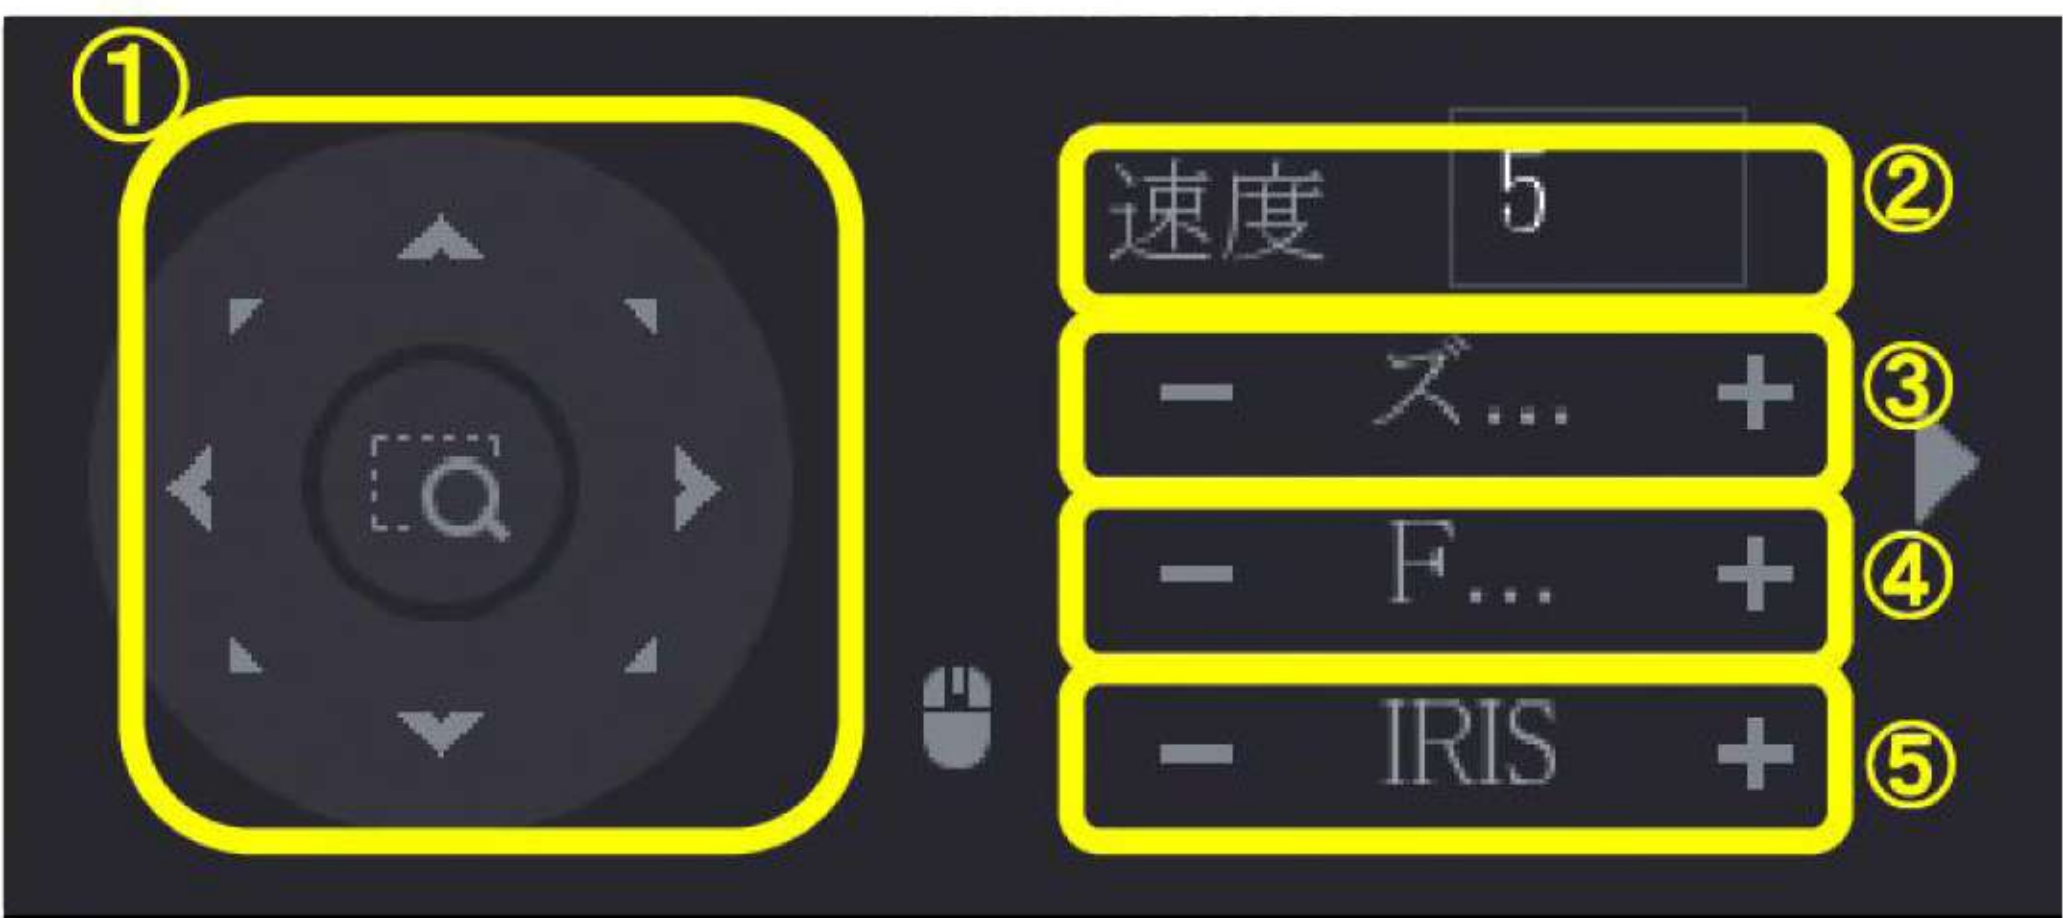 ①
速度 5 ②
- ズ... + ③
- F... + ④
- IRIS + ⑤